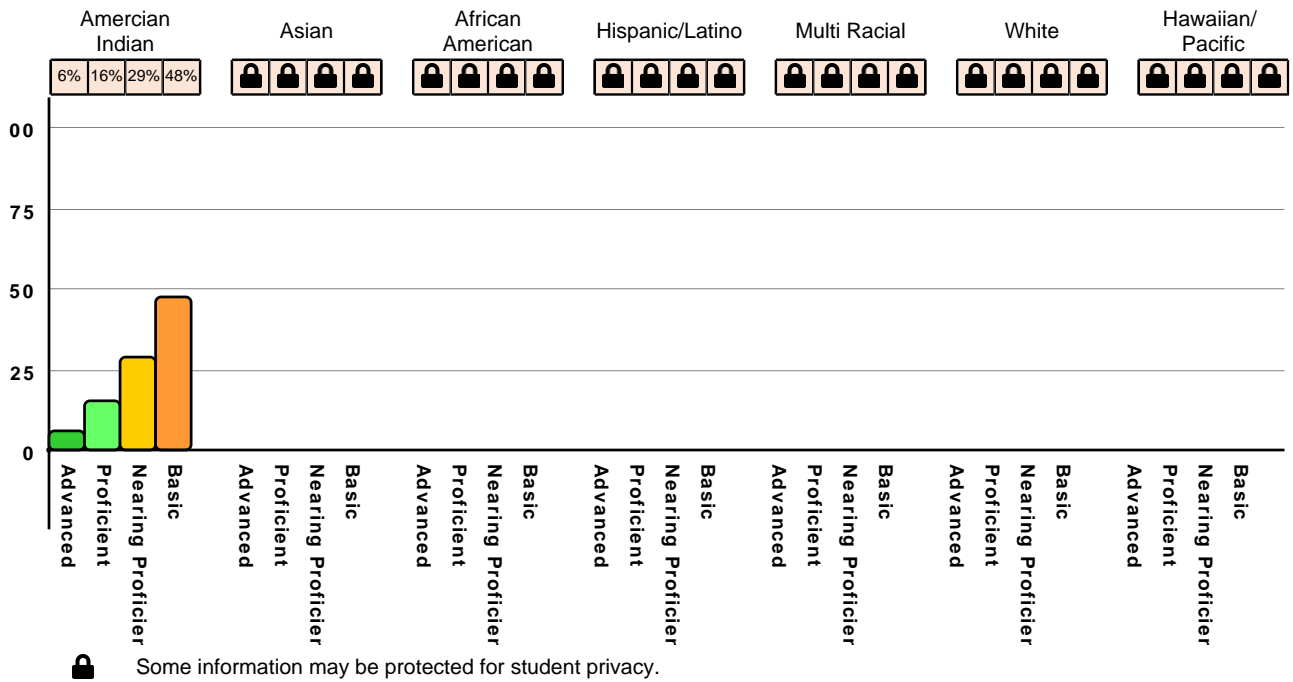 Amercian
Indian
Asian
African
American
Hispanic/Latino
Multi Racial
White
Hawaiian/
Pacific
6% 16% 29% 48%
00
75
50
25
0
Advanced
Proficient
Nearing Proficier
Basic
Advanced
Proficient
Nearing Proficier
Basic
Advanced
Proficient
Nearing Proficier
Basic
Advanced
Proficient
Nearing Proficier
Basic
Advanced
Proficient
Nearing Proficier
Basic
Advanced
Proficient
Nearing Proficier
Basic
Advanced
Proficient
Nearing Proficier
Basic
Some information may be protected for student privacy.